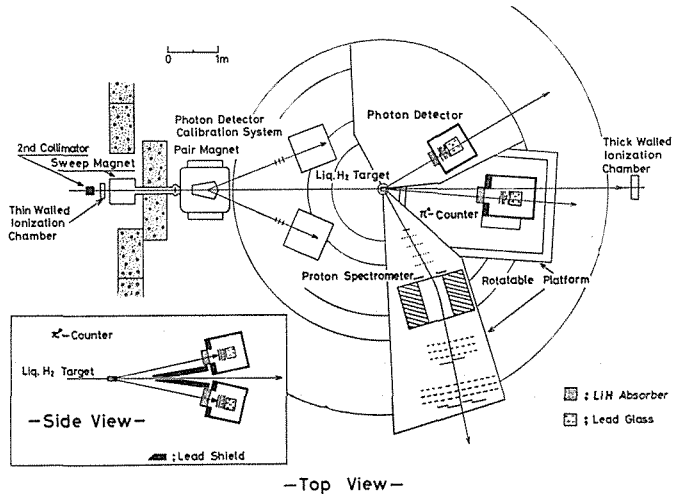 0 1m
Photon Detector
Calibration System
Pair Magnet
2nd Collimator
Sweep Magnet
Thin Walled
Ionization
Chamber
Photon Detector
Liq. H₂ Target
Thick Walled
Ionization
Chamber
π°-Counter
Proton Spectrometer
Rotatable Platform
π°-Counter
Liq. H₂ Target
—Side View—
; Lead Shield
; LiH Absorber
; Lead Glass
—Top View—